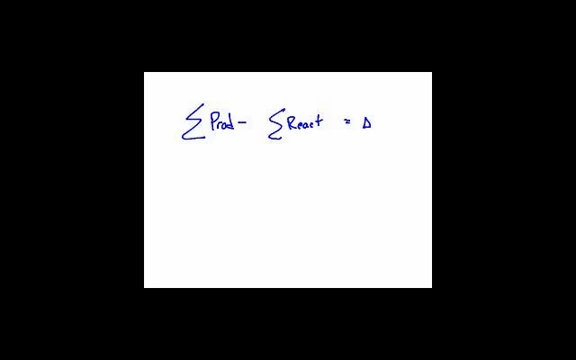 ∑ Prod - ∑ React = Δ